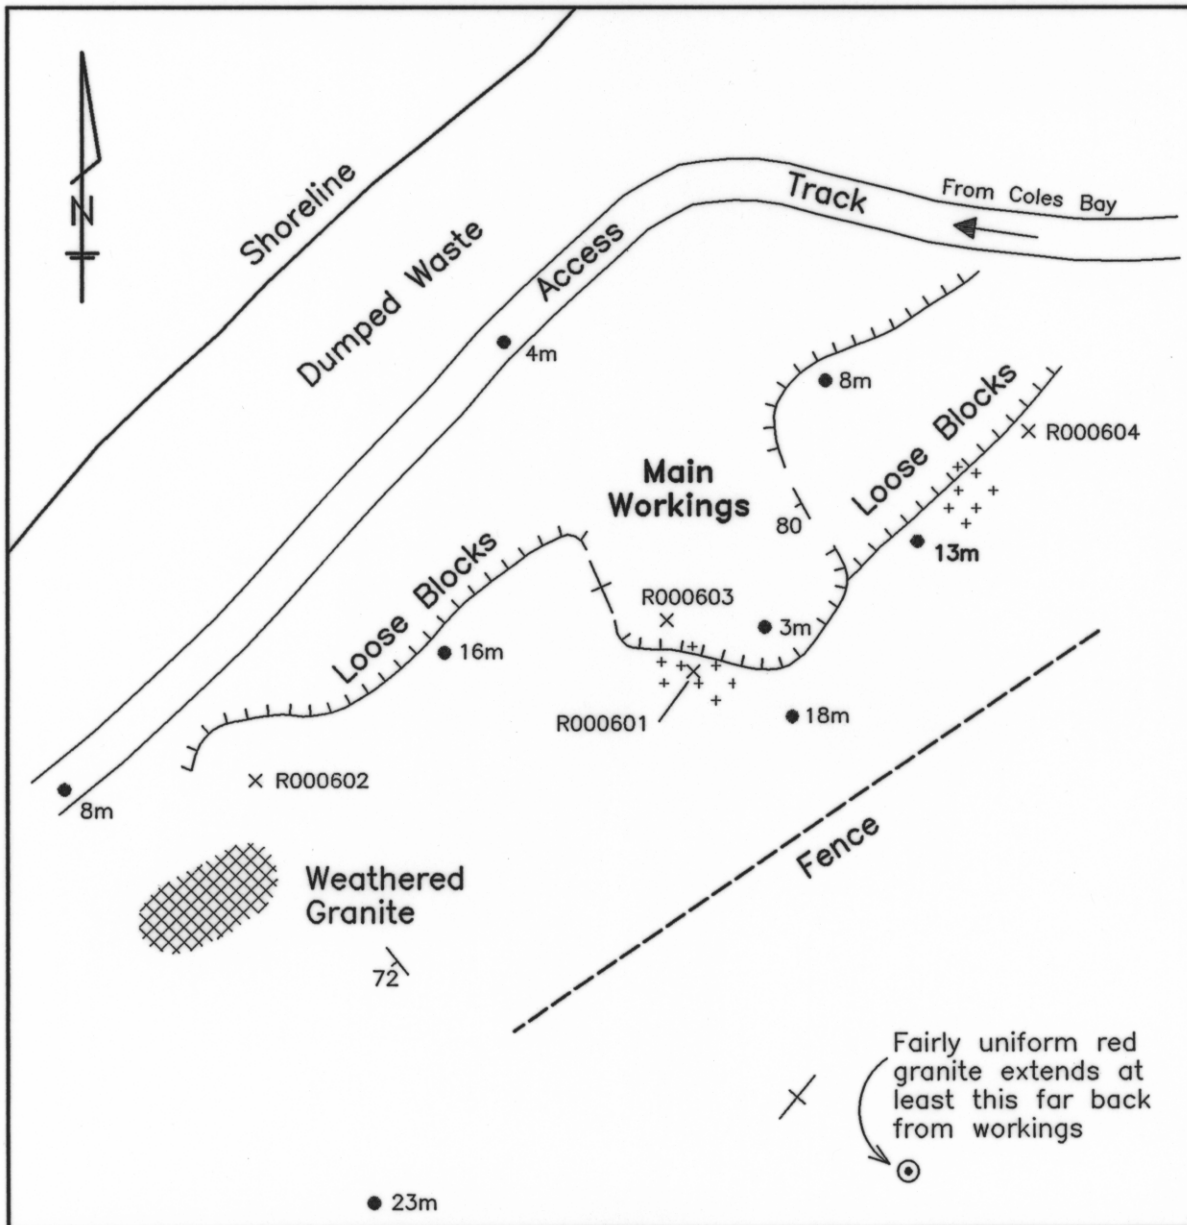 N
Shoreline
Dumped Waste
Access
Track
From Coles Bay
4m
8m
Loose Blocks
R000604
Main
Workings
80
13m
Loose Blocks
R000603
3m
16m
R000601
18m
R000602
8m
Fence
Weathered
Granite
72
Fairly uniform red
granite extends at
least this far back
from workings
23m